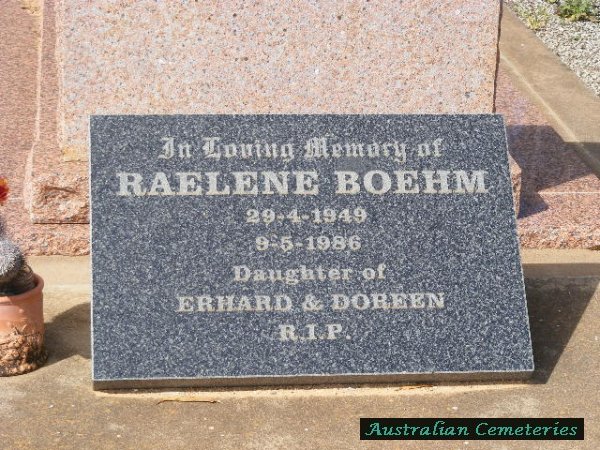 In Loving Memory of
RAELENE BOEHM
29-4-1949
9-5-1986
Daughter of
ERHARD & DOREEN
R.I.P.
Australian Cemeteries